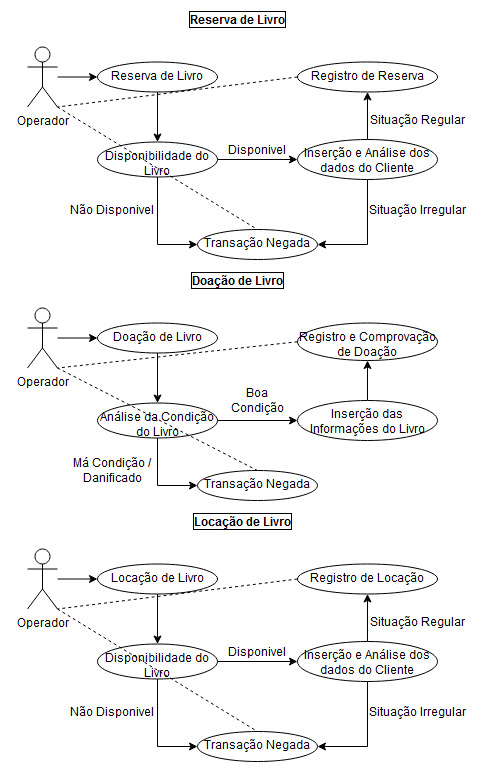 Reserva de Livro
Reserva de Livro
Registro de Reserva
Operador
Situação Regular
Disponibilidade do
Livro
Disponivel
Inserção e Análise dos
dados do Cliente
Não Disponivel
Situação Irregular
Transação Negada
Doação de Livro
Doação de Livro
Registro e Comprovação
de Doação
Operador
Análise da Condição
do Livro
Boa
Condição
Inserção das
Informações do Livro
Má Condição /
Danificado
Transação Negada
Locação de Livro
Locação de Livro
Registro de Locação
Operador
Situação Regular
Disponibilidade do
Livro
Disponivel
Inserção e Análise dos
dados do Cliente
Não Disponivel
Situação Irregular
Transação Negada